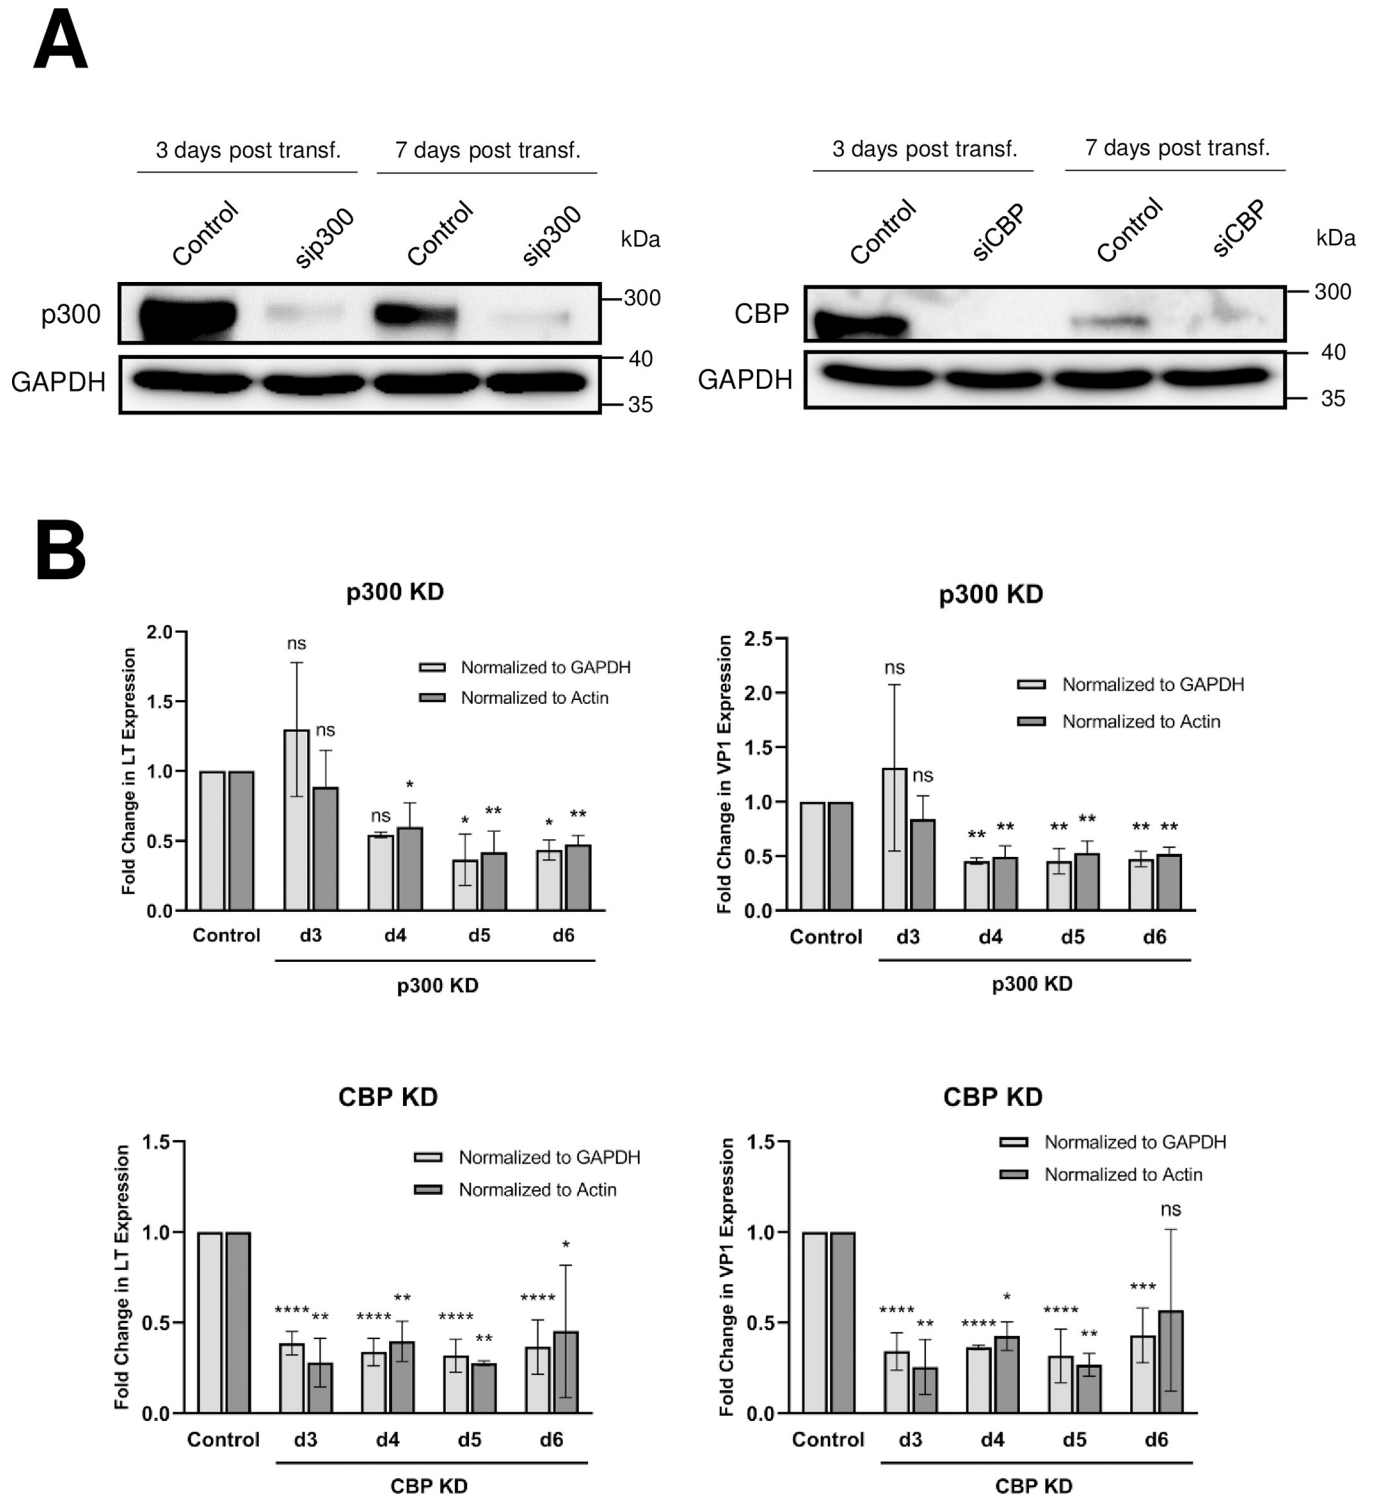 A
3 days post transf.
7 days post transf.
Control
sip300
Control
sip300
kDa
p300
300
GAPDH
40
35
3 days post transf.
7 days post transf.
Control
siCBP
Control
siCBP
kDa
CBP
300
GAPDH
40
35
B
p300 KD
Fold Change in LT Expression
2.0
1.5
1.0
0.5
0.0
Normalized to GAPDH
Normalized to Actin
ns
ns
ns
*
*
**
*
**
Control d3 d4 d5 d6
p300 KD
p300 KD
Fold Change in VP1 Expression
2.5
2.0
1.5
1.0
0.5
0.0
Normalized to GAPDH
Normalized to Actin
ns
ns
**
**
**
**
**
**
Control d3 d4 d5 d6
p300 KD
CBP KD
Fold Change in LT Expression
1.5
1.0
0.5
0.0
Normalized to GAPDH
Normalized to Actin
****
**
****
**
****
**
****
*
Control d3 d4 d5 d6
CBP KD
CBP KD
Fold Change in VP1 Expression
1.5
1.0
0.5
0.0
Normalized to GAPDH
Normalized to Actin
****
**
****
*
****
**
***
ns
Control d3 d4 d5 d6
CBP KD